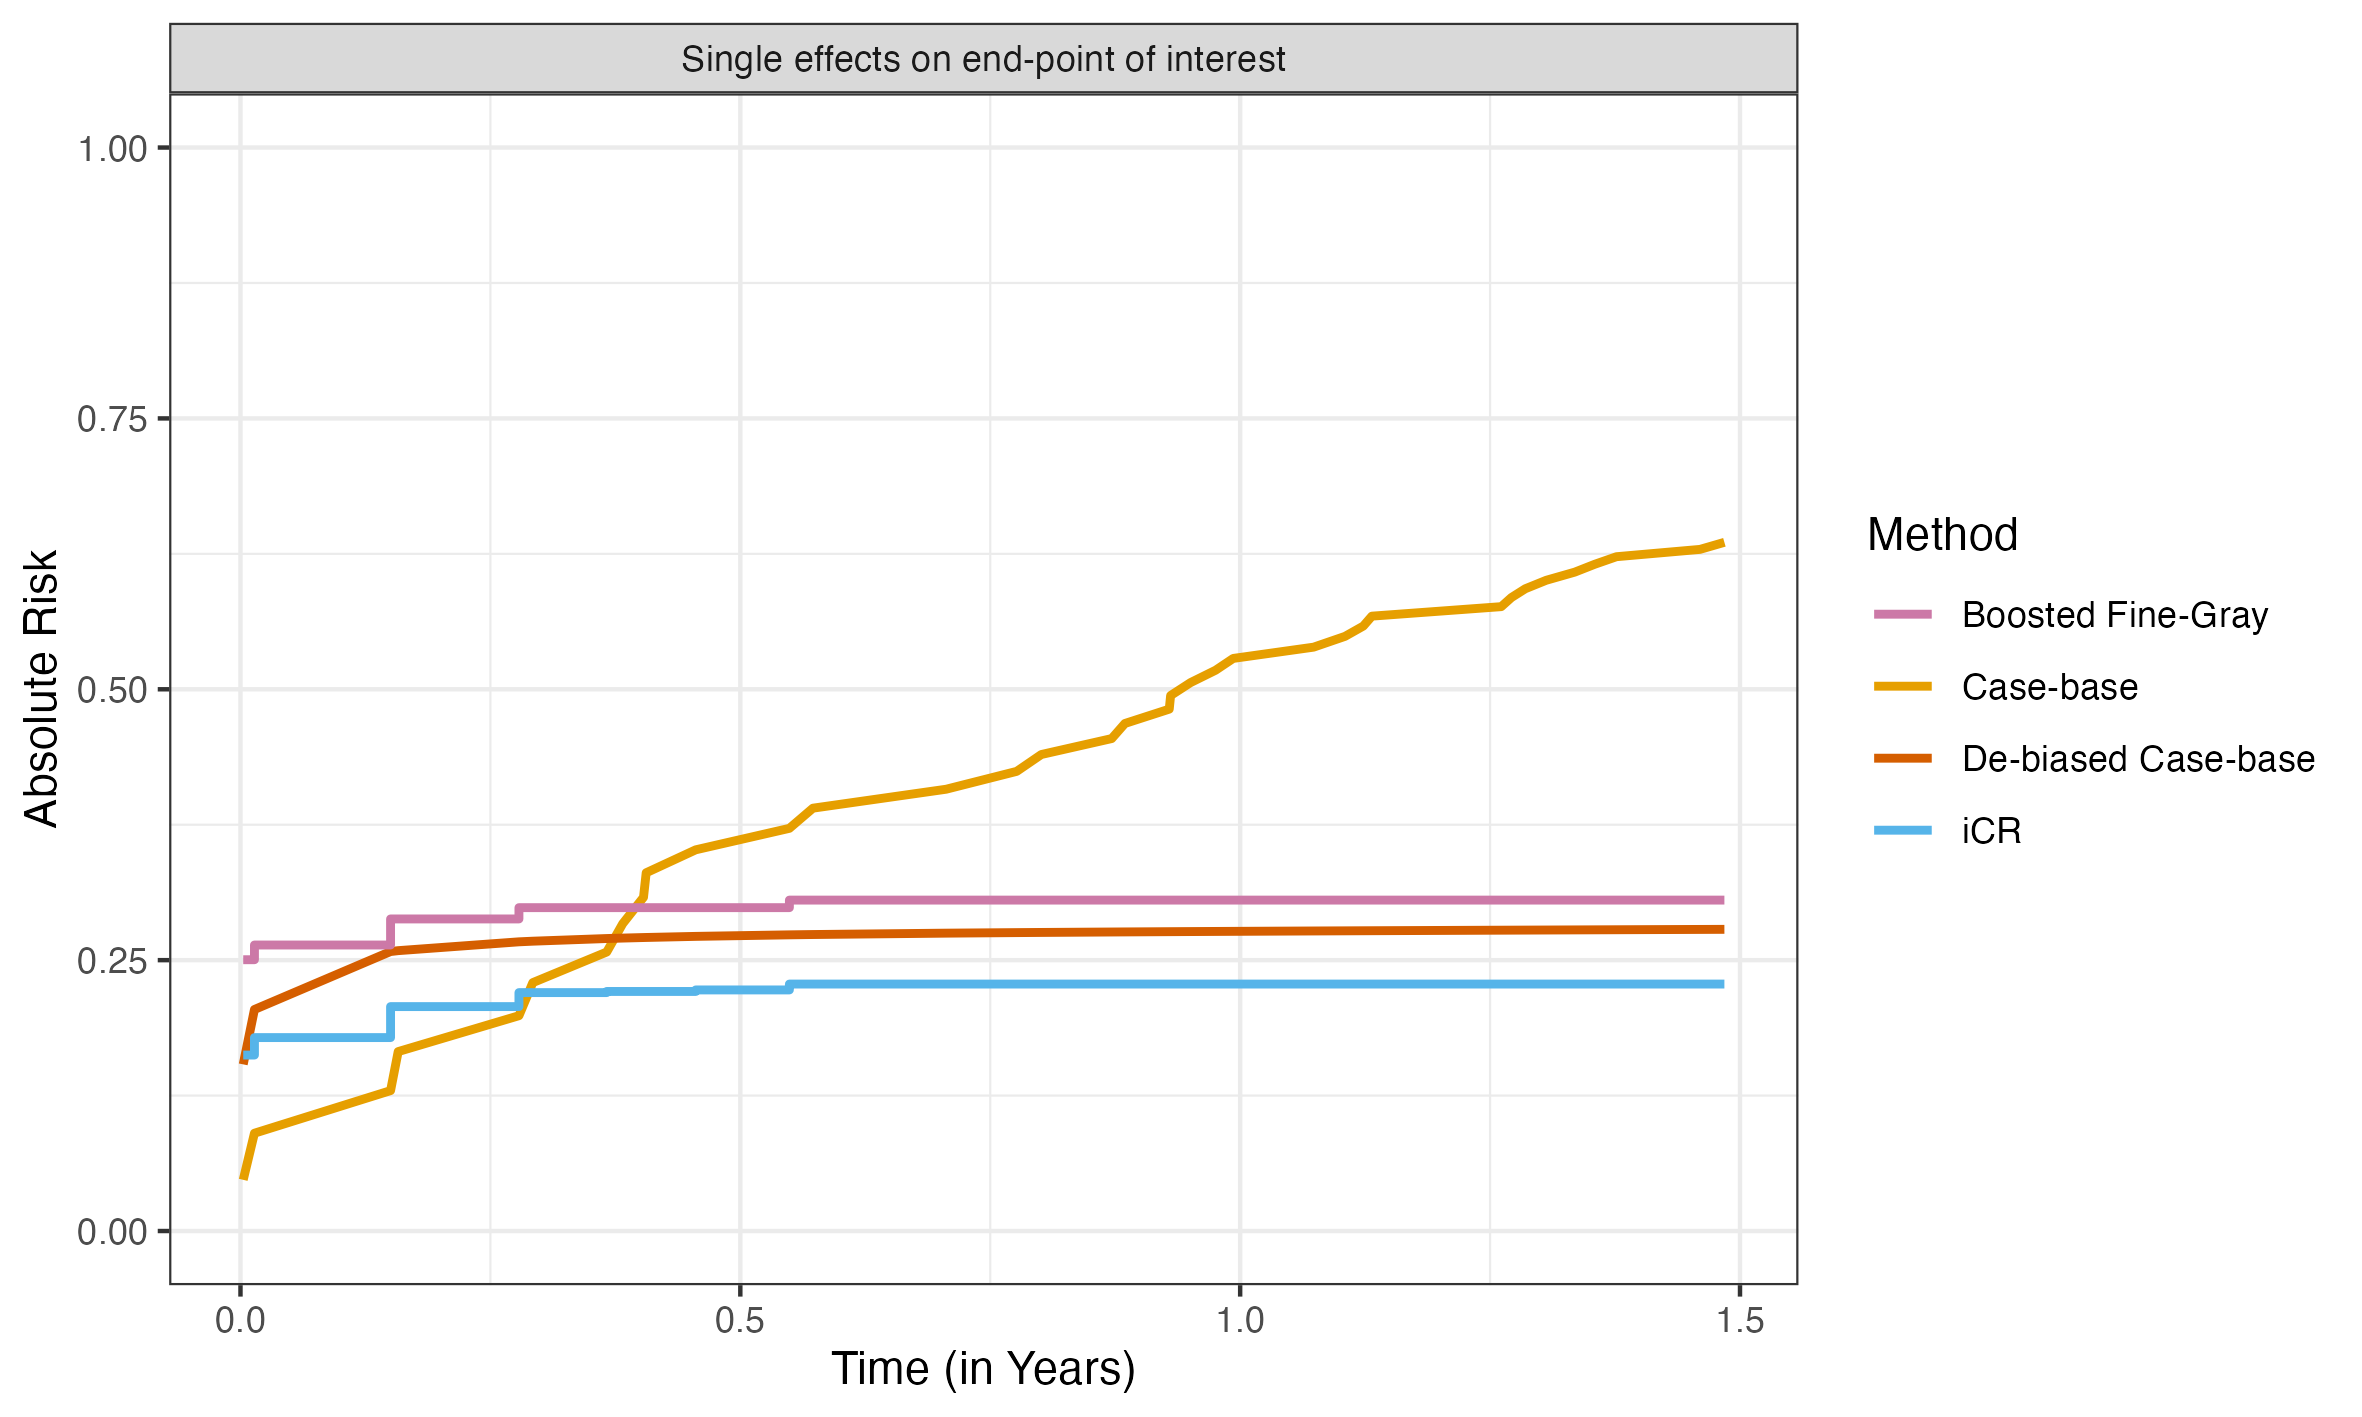 Single effects on end-point of interest
1.00
0.75
0.50
0.25
0.00
Absolute Risk
0.0 0.5 1.0 1.5
Time (in Years)
Method
Boosted Fine-Gray
Case-base
De-biased Case-base
iCR